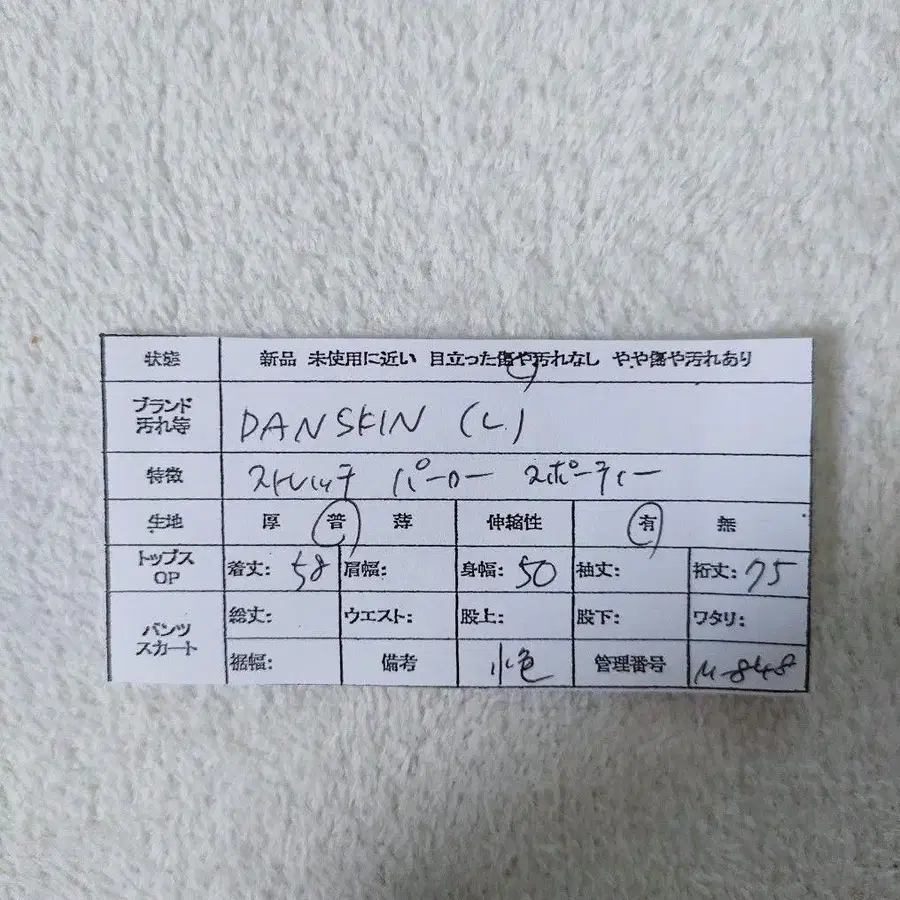 状態 新品 未使用に近い 目立った傷や汚れなし やや傷や汚れあり
ブランド
汚れ等
DANSKIN (L)
特徴 ストレッチ パーカー スポーティー
生地 厚 普 薄 伸縮性 有 無
トップス
OP
着丈: 58 肩幅: 身幅: 50 袖丈: 裄丈: 75
パンツ
スカート
総丈: ウエスト: 股上: 股下: ワタリ:
裾幅: 備考 水色 管理番号 M-848